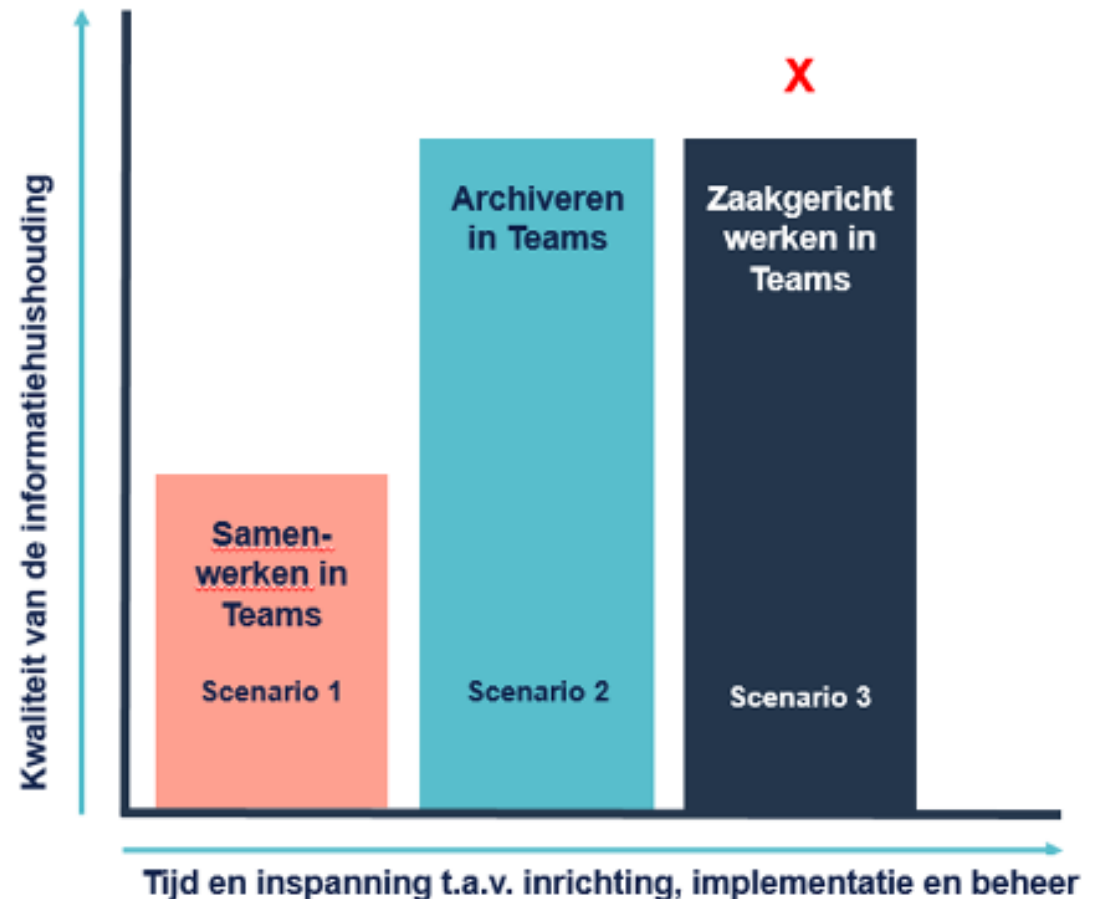 Kwaliteit van de informatiehuishouding
X
Samen-
werken in
Teams
Scenario 1
Archiveren
in Teams
Scenario 2
Zaakgericht
werken in
Teams
Scenario 3
Tijd en inspanning t.a.v. inrichting, implementatie en beheer